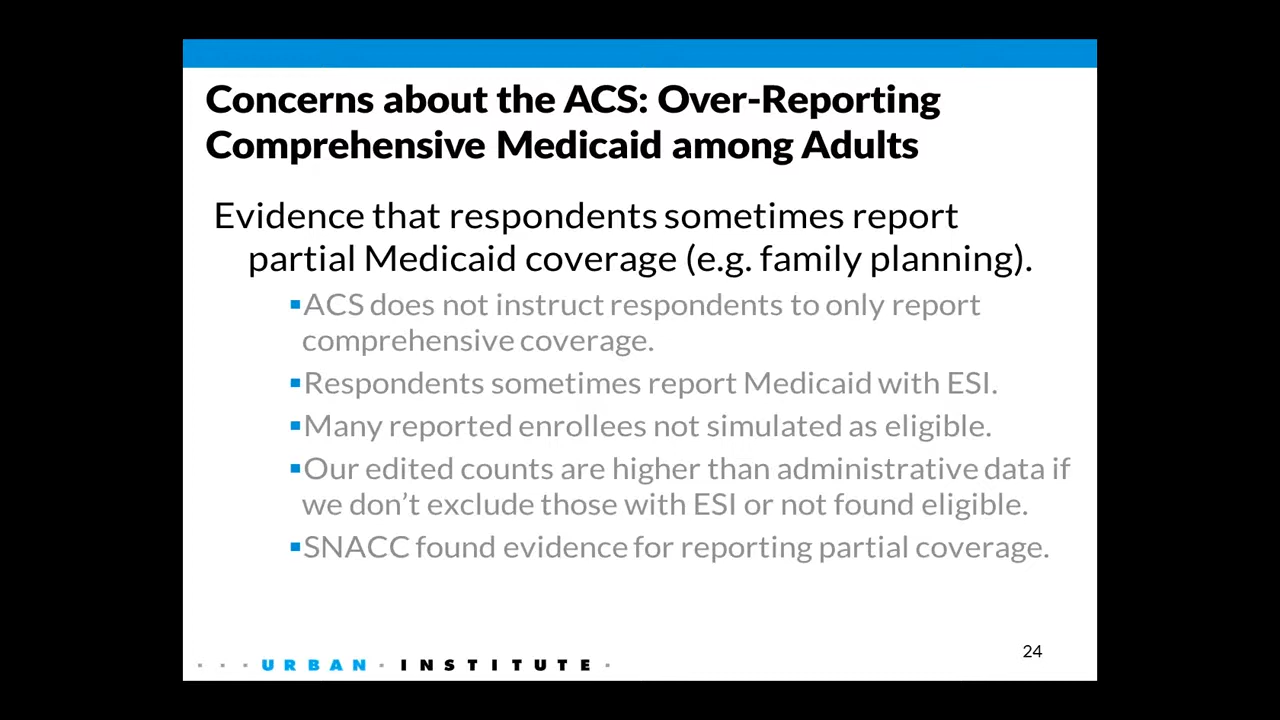 Concerns about the ACS: Over-Reporting
Comprehensive Medicaid among Adults
Evidence that respondents sometimes report
partial Medicaid coverage (e.g. family planning).
▪ACS does not instruct respondents to only report
comprehensive coverage.
▪Respondents sometimes report Medicaid with ESI.
▪Many reported enrollees not simulated as eligible.
▪Our edited counts are higher than administrative data if
we don’t exclude those with ESI or not found eligible.
▪SNACC found evidence for reporting partial coverage.
24
URBAN · INSTITUTE